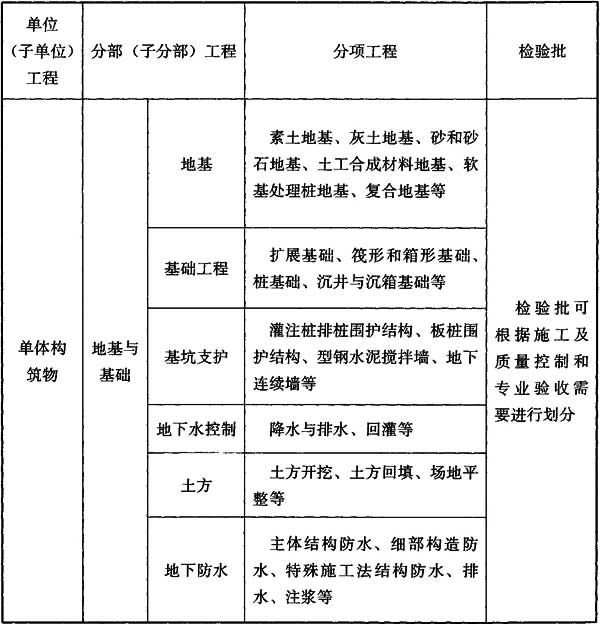 单位
（子单位）
工程
分部（子分部）工程
分项工程
检验批
单体构
筑物
地基与
基础
地基
素土地基、灰土地基、砂和砂
石地基、土工合成材料地基、软
基处理桩地基、复合地基等
基础工程
扩展基础、筏形和箱形基础、
桩基础、沉井与沉箱基础等
基坑支护
灌注桩排桩围护结构、板桩围
护结构、型钢水泥搅拌墙、地下
连续墙等
地下水控制
降水与排水、回灌等
土方
土方开挖、土方回填、场地平
整等
地下防水
主体结构防水、细部构造防
水、特殊施工法结构防水、排
水、注浆等
检验批可
根据施工及
质量控制和
专业验收需
要进行划分